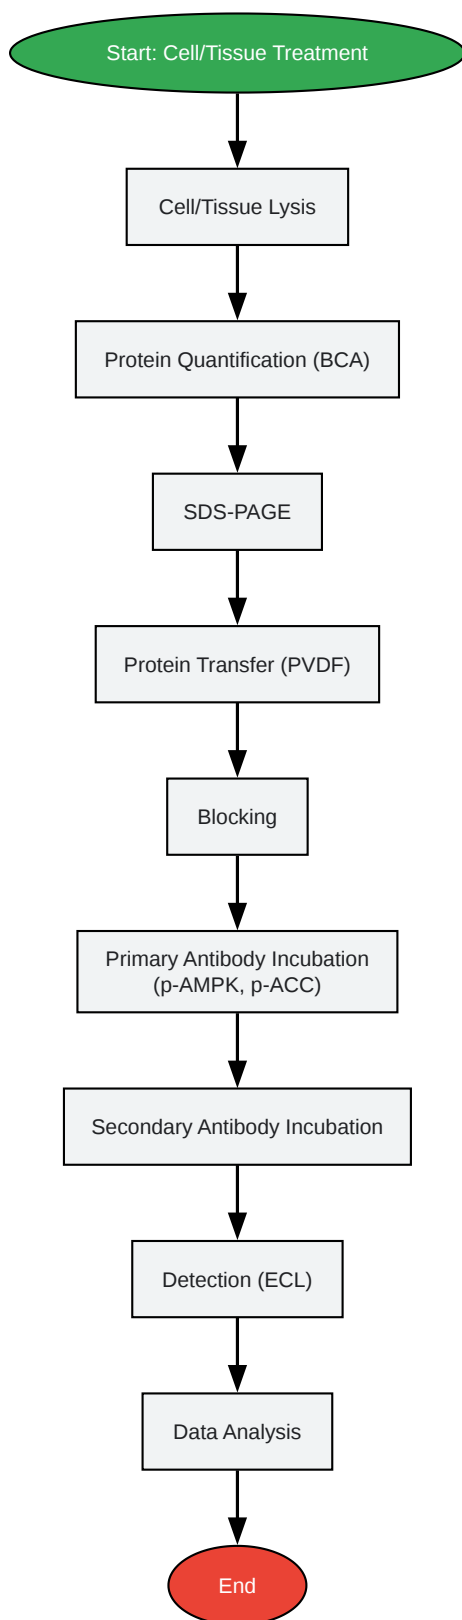 Start: Cell/Tissue Treatment
Cell/Tissue Lysis
Protein Quantification (BCA)
SDS-PAGE
Protein Transfer (PVDF)
Blocking
Primary Antibody Incubation
(p-AMPK, p-ACC)
Secondary Antibody Incubation
Detection (ECL)
Data Analysis
End